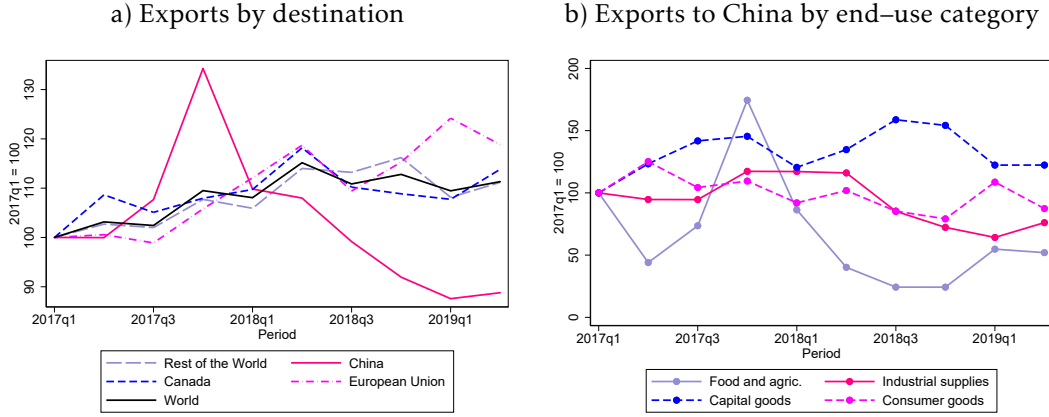 a) Exports by destination
2017q1 = 100
130
120
110
100
90
2017q1
2017q3
2018q1
2018q3
2019q1
Period
Rest of the World
China
Canada
European Union
World
b) Exports to China by end–use category
2017q1 = 100
200
150
100
50
0
2017q1
2017q3
2018q1
2018q3
2019q1
Period
Food and agric.
Industrial supplies
Capital goods
Consumer goods